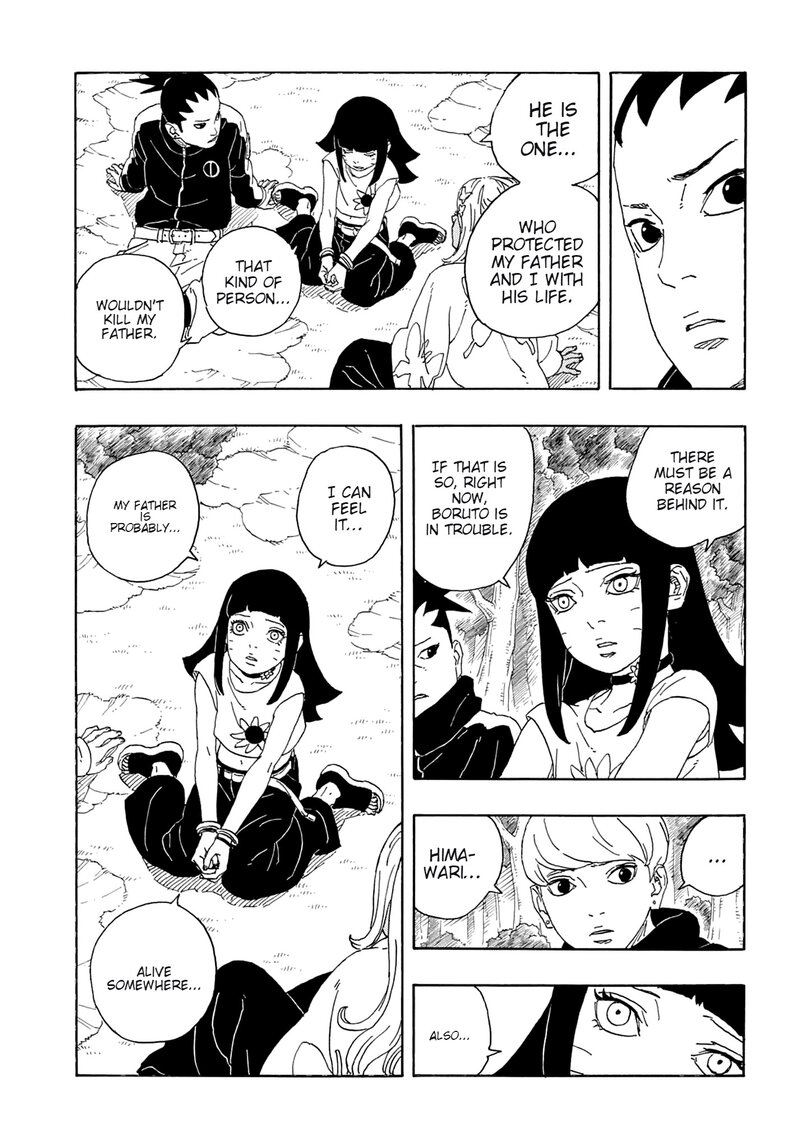 HE IS
THE
ONE...
WHO
PROTECTED
MY FATHER
AND I WITH
HIS LIFE.
THAT
KIND OF
PERSON...
WOULDN'T
KILL MY
FATHER.
THERE
MUST BE A
REASON
BEHIND IT.
IF THAT IS
SO, RIGHT
NOW,
BORUTO IS
IN TROUBLE.
...
HIMA-
WARI...
ALSO...
I CAN
FEEL
IT...
MY FATHER
IS
PROBABLY...
ALIVE
SOMEWHERE...